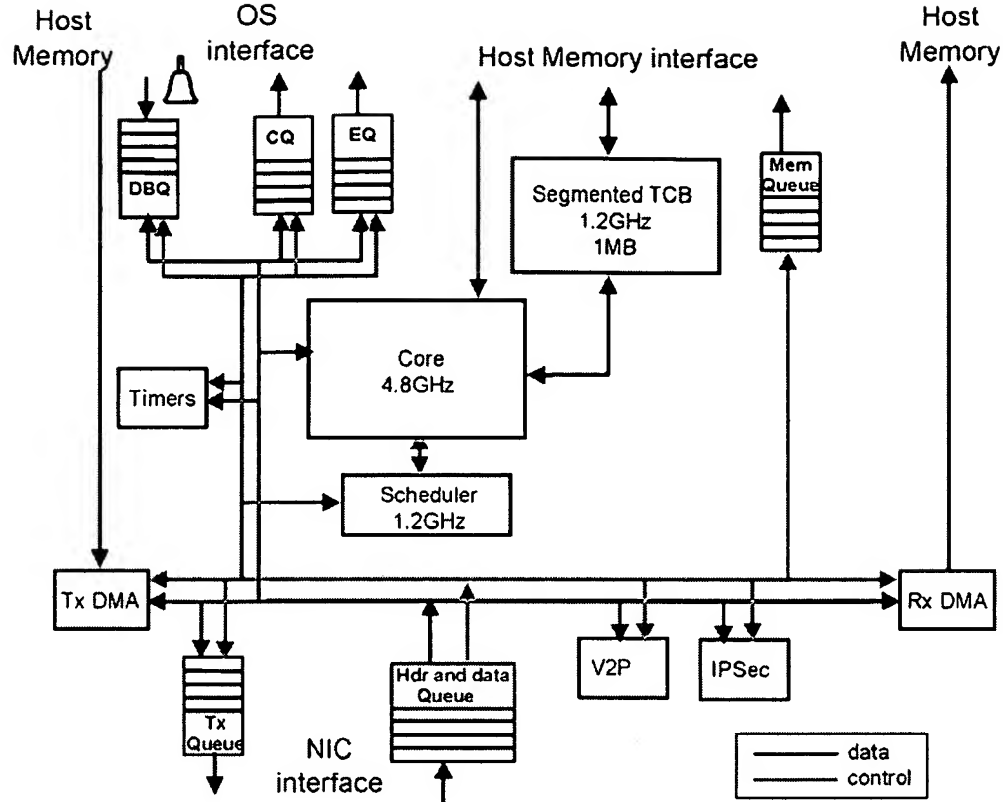 Host
Memory
OS
interface
Host Memory interface
Host
Memory
DBQ
CQ
EQ
Segmented TCB
1.2GHz
1MB
Mem
Queue
Core
4.8GHz
Timers
Scheduler
1.2GHz
Tx DMA
Rx DMA
V2P
IPSec
Hdr and data
Queue
Tx
Queue
NIC
interface
data
control